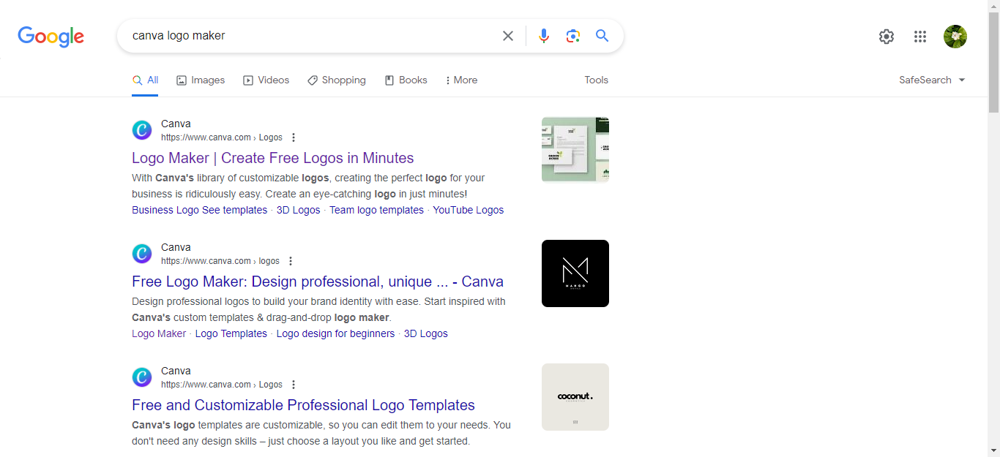 Google
canva logo maker
All
Images
Videos
Shopping
Books
More
Tools
SafeSearch
Canva
https://www.canva.com › Logos
Logo Maker | Create Free Logos in Minutes
With Canva's library of customizable logos, creating the perfect logo for your
business is ridiculously easy. Create an eye-catching logo in just minutes!
Business Logo See templates · 3D Logos · Team logo templates · YouTube Logos
GROVE
ACRES
Canva
https://www.canva.com › logos
Free Logo Maker: Design professional, unique ... - Canva
Design professional logos to build your brand identity with ease. Start inspired with
Canva's custom templates & drag-and-drop logo maker.
Logo Maker · Logo Templates · Logo design for beginners · 3D Logos
MANGO
Canva
https://www.canva.com › Logos
Free and Customizable Professional Logo Templates
Canva's logo templates are customizable, so you can edit them to your needs. You
don't need any design skills – just choose a layout you like and get started.
coconut.